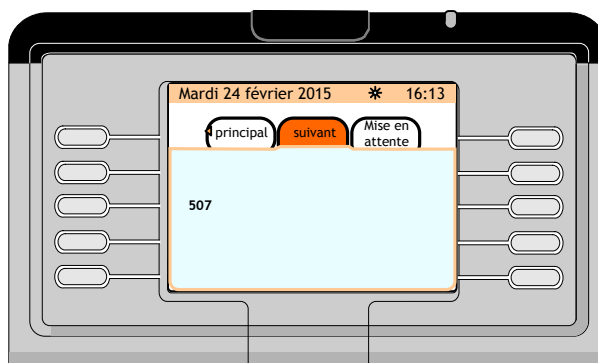 Mardi 24 février 2015 ☼ 16:13
principal suivant Mise en
attente
507